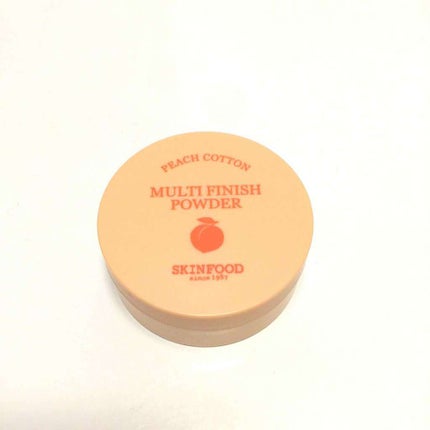 PEACH COTTON
MULTI FINISH
POWDER
SKINFOOD
since 1957